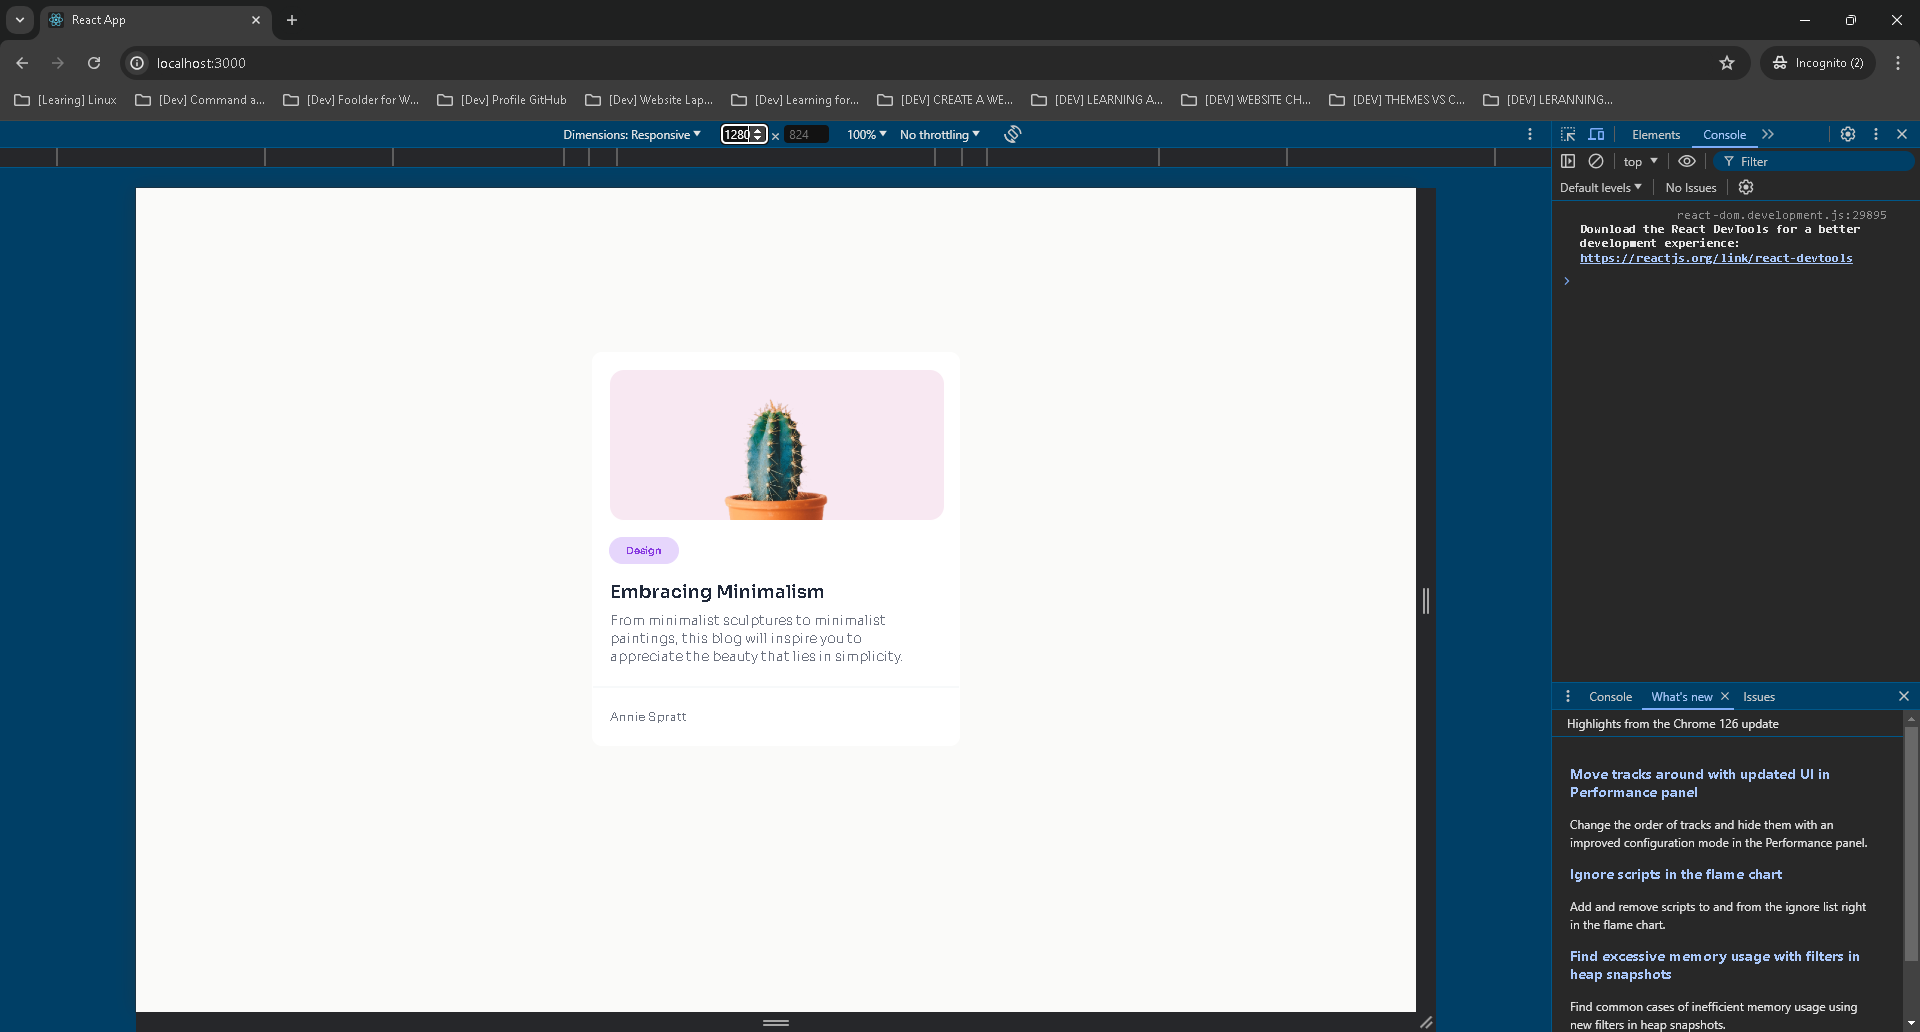 React App
localhost:3000
Incognito (2)
[Learing] Linux
[Dev] Command a...
[Dev] Foolder for W...
[Dev] Profile GitHub
[Dev] Website Lap...
[Dev] Learning for...
[DEV] CREATE A WE...
[DEV] LEARNING A...
[DEV] WEBSITE CH...
[DEV] THEMES VS C...
[DEV] LERANNING...
Dimensions: Responsive
1280 × 824
100%
No throttling
Elements
Console
top
Filter
Default levels
No Issues
react-dom.development.js:29895
Download the React DevTools for a better
development experience:
https://reactjs.org/link/react-devtools
Design
Embracing Minimalism
From minimalist sculptures to minimalist
paintings, this blog will inspire you to
appreciate the beauty that lies in simplicity.
Annie Spratt
Console
What's new
Issues
Highlights from the Chrome 126 update
Move tracks around with updated UI in
Performance panel
Change the order of tracks and hide them with an
improved configuration mode in the Performance panel.
Ignore scripts in the flame chart
Add and remove scripts to and from the ignore list right
in the flame chart.
Find excessive memory usage with filters in
heap snapshots
Find common cases of inefficient memory usage using
new filters in heap snapshots.